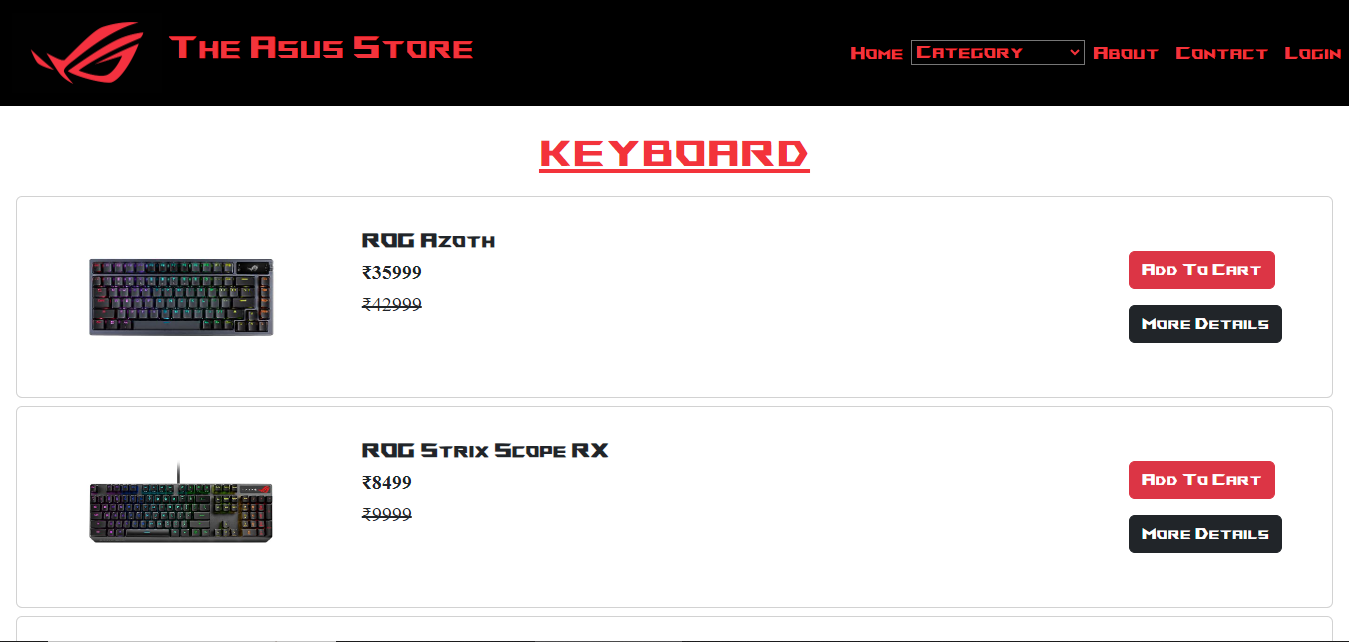 The Asus Store
Home Category About Contact Login
KEYBOARD
ROG Azoth
₹35999
₹42999
Add To Cart
More Details
ROG Strix Scope RX
₹8499
₹9999
Add To Cart
More Details